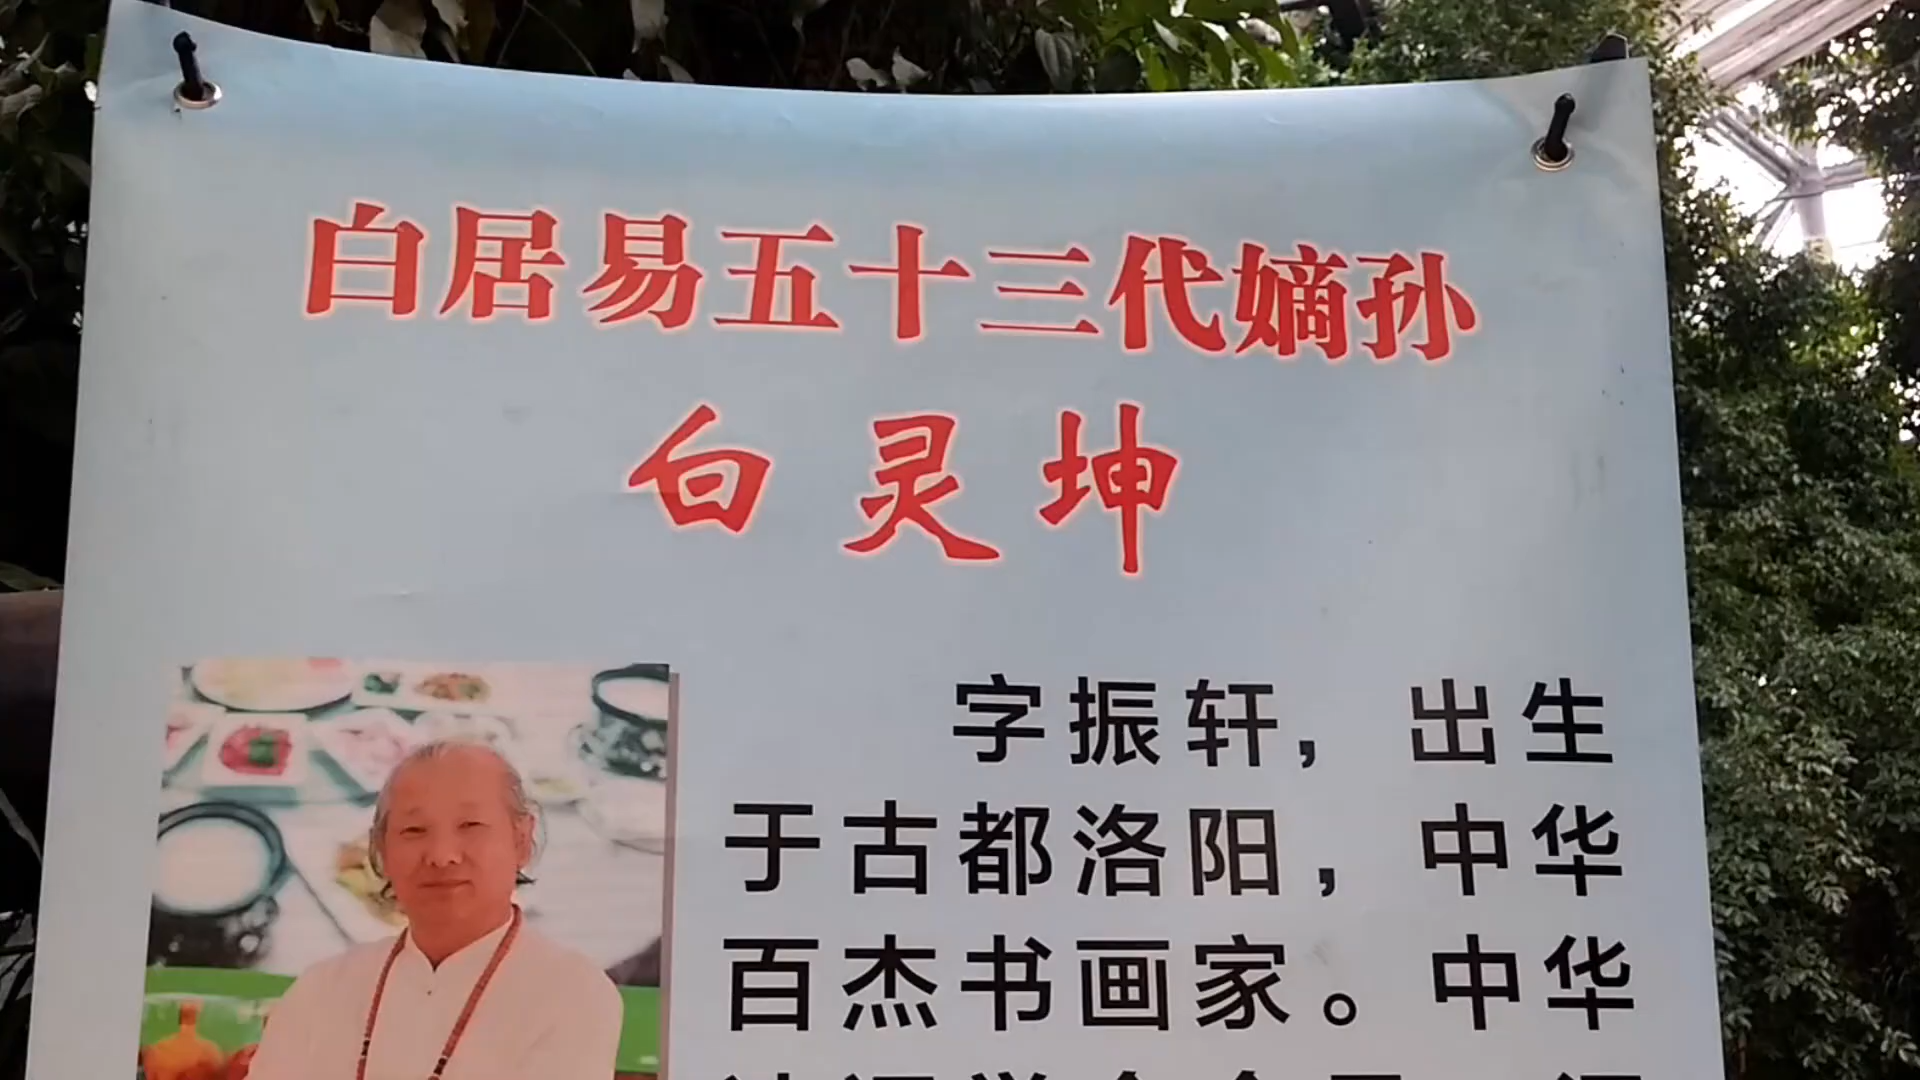 白居易五十三代嫡孙
白灵坤
字振轩，出生
于古都洛阳，中华
百杰书画家。中华